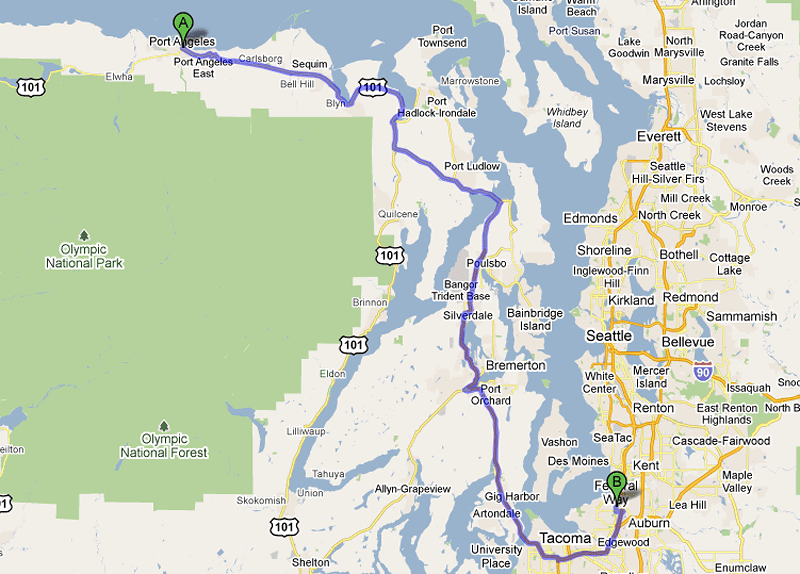 Jordan
Road-Canyon
Creek
Granite Falls
Camano
Island
Warm
Beach
Port Susan
Arlington
Lake
Goodwin
North
Marysville
Marysville
Lochsloy
West Lake
Stevens
A
Port Angeles
Port Angeles
East
Carlsborg
Sequim
Elwha
101
Bell Hill
Blyn
101
Port
Townsend
Marrowstone
Port
Hadlock-Irondale
Whidbey
Island
Everett
Seattle
Hill-Silver Firs
Woods
Creek
Port Ludlow
Mill Creek
Monroe
North Creek
Edmonds
Quilcene
Olympic
National Park
101
Shoreline
Bothell
Cottage
Lake
Inglewood-Finn
Hill
Poulsbo
Bangor
Trident Base
Silverdale
Brinnon
Kirkland
Redmond
Sammamish
Bainbridge
Island
Seattle
Bellevue
101
Eldon
Bremerton
White
Center
Mercer
Island
90
Issaquah
Port
Orchard
Renton
East Renton
Highlands
North B
Olympic
National Forest
Lilliwaup
SeaTac
Cascade-Fairwood
Vashon
Des Moines
Kent
Maple
Valley
Tahuya
Union
Allyn-Grapeview
B
Federal
Way
Gig Harbor
Artondale
Lea Hill
Auburn
Skokomish
101
Tacoma
Edgewood
University
Place
Shelton
Enumclaw